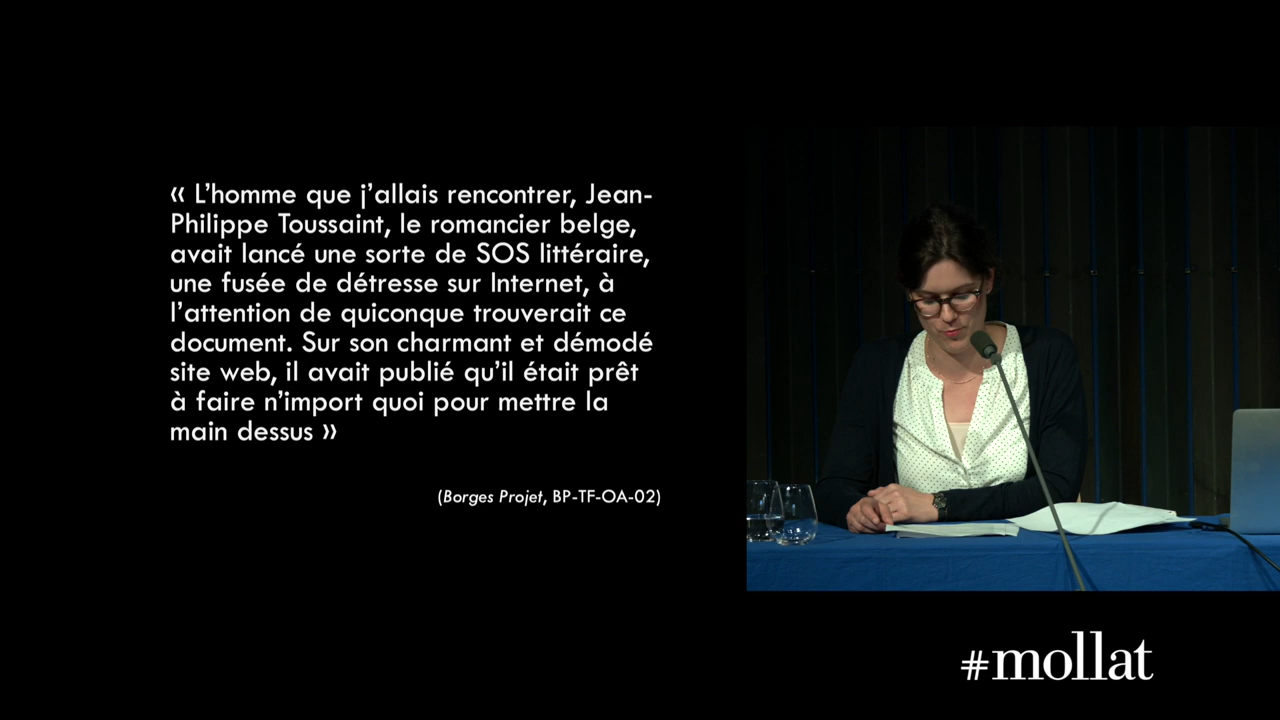 « L’homme que j’allais rencontrer, Jean-
Philippe Toussaint, le romancier belge,
avait lancé une sorte de SOS littéraire,
une fusée de détresse sur Internet, à
l’attention de quiconque trouverait ce
document. Sur son charmant et démodé
site web, il avait publié qu’il était prêt
à faire n’import quoi pour mettre la
main dessus »
(Borges Projet, BP-TF-OA-02)
#mollat